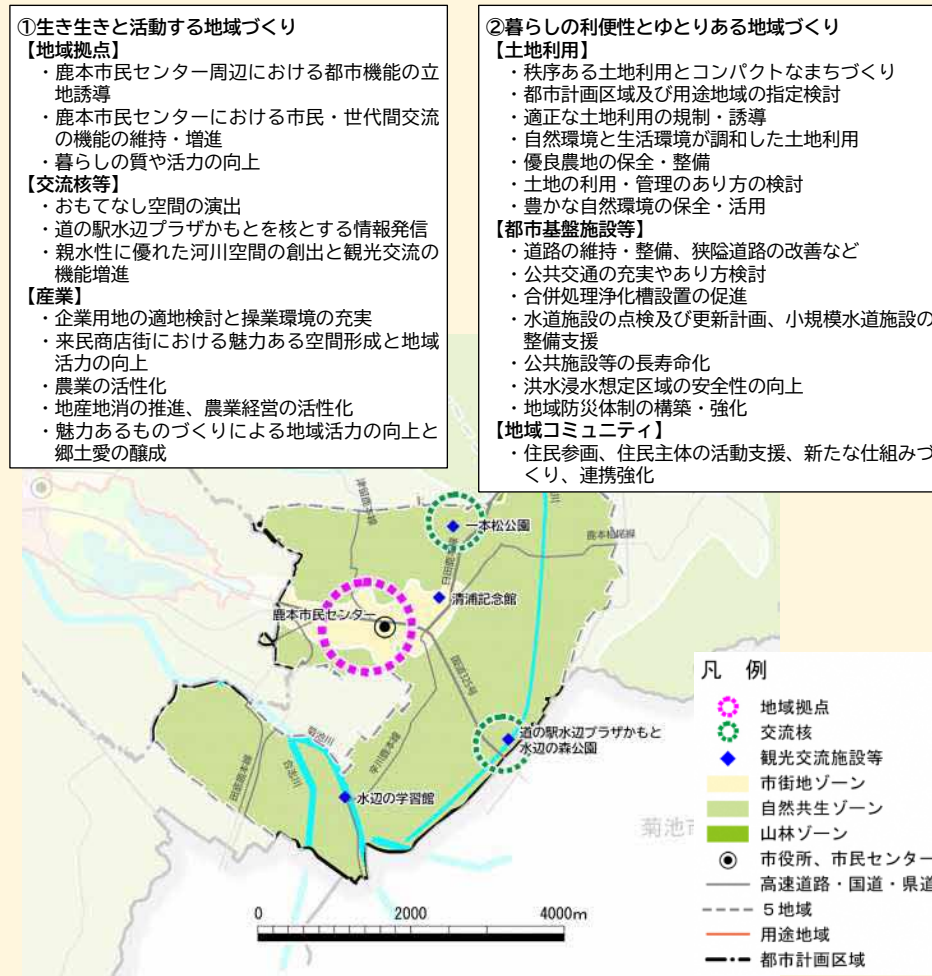 ①生き生きと活動する地域づくり
【地域拠点】
・鹿本市民センター周辺における都市機能の立
地誘導
・鹿本市民センターにおける市民・世代間交流
の機能の維持・増進
・暮らしの質や活力の向上
【交流核等】
・おもてなし空間の演出
・道の駅水辺プラザかもとを核とする情報発信
・親水性に優れた河川空間の創出と観光交流の
機能増進
【産業】
・企業用地の適地検討と操業環境の充実
・来民商店街における魅力ある空間形成と地域
活力の向上
・農業の活性化
・地産地消の推進、農業経営の活性化
・魅力あるものづくりによる地域活力の向上と
郷土愛の醸成
②暮らしの利便性とゆとりある地域づくり
【土地利用】
・秩序ある土地利用とコンパクトなまちづくり
・都市計画区域及び用途地域の指定検討
・適正な土地利用の規制・誘導
・自然環境と生活環境が調和した土地利用
・優良農地の保全・整備
・土地の利用・管理のあり方の検討
・豊かな自然環境の保全・活用
【都市基盤施設等】
・道路の維持・整備、狭隘道路の改善など
・公共交通の充実やあり方検討
・合併処理浄化槽設置の促進
・水道施設の点検及び更新計画、小規模水道施設の
整備支援
・公共施設等の長寿命化
・洪水浸水想定区域の安全性の向上
・地域防災体制の構築・強化
【地域コミュニティ】
・住民参画、住民主体の活動支援、新たな仕組みづ
くり、連携強化
津留鹿本線
一本松公園
日田鹿本線
鹿本松尾線
清浦記念館
鹿本市民センター
国道325号
道の駅水辺プラザかもと
水辺の森公園
菊池川
合志川
田底鹿本線
水辺の学習館
菊池市
0 2000 4000m
凡 例
地域拠点
交流核
観光交流施設等
市街地ゾーン
自然共生ゾーン
山林ゾーン
市役所、市民センター
高速道路・国道・県道
5地域
用途地域
都市計画区域